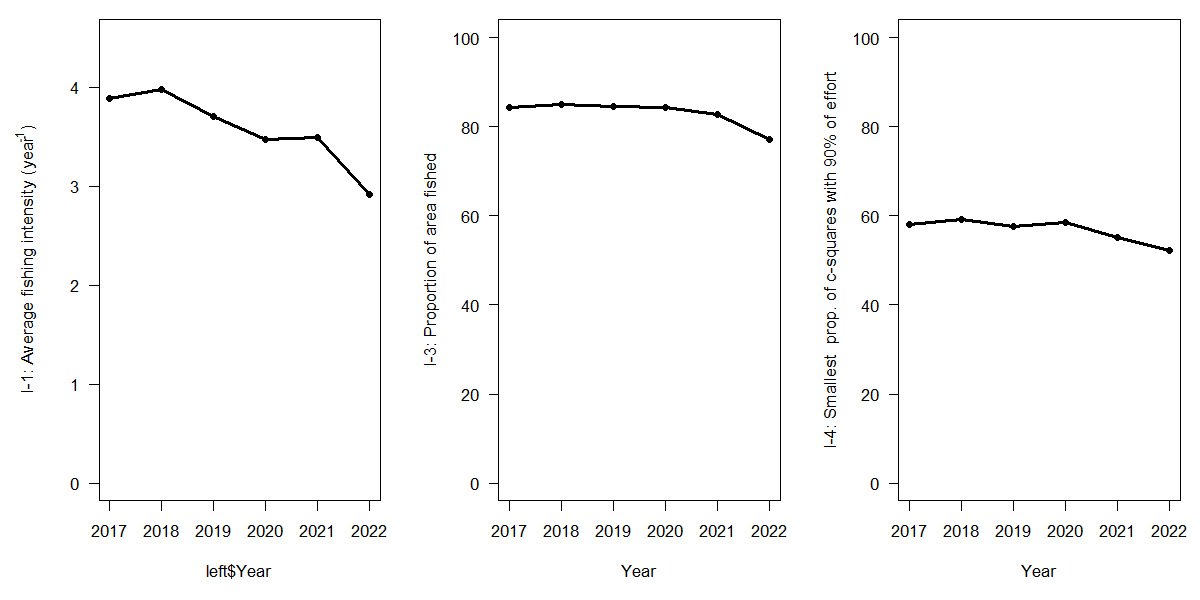 I-1: Average fishing intensity (year-1)
4
3
2
1
0
2017 2018 2019 2020 2021 2022
left$Year
I-3: Proportion of area fished
100
80
60
40
20
0
2017 2018 2019 2020 2021 2022
Year
I-4: Smallest  prop. of c-squares with 90% of effort
100
80
60
40
20
0
2017 2018 2019 2020 2021 2022
Year